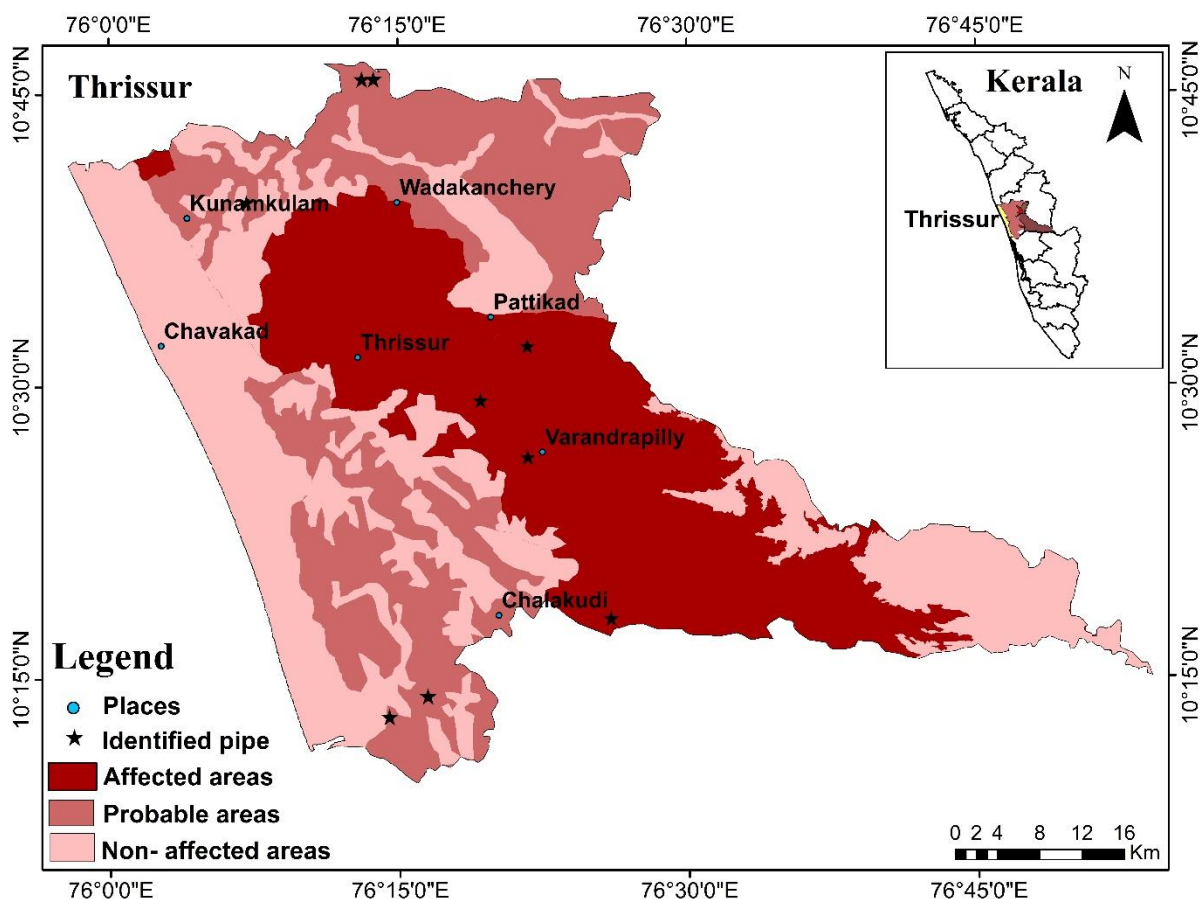 76°0'0"E 76°15'0"E 76°30'0"E 76°45'0"E
10°45'0"N
10°30'0"N
10°15'0"N
Thrissur
Kerala
N
Thrissur
Wadakanchery
Kunamkulam
Pattikad
Chavakad
Thrissur
Varandrapilly
Chalakudi
Legend
Places
Identified pipe
Affected areas
Probable areas
Non- affected areas
0 2 4 8 12 16
Km
10°45'0"N
10°30'0"N
10°15'0"N
76°0'0"E 76°15'0"E 76°30'0"E 76°45'0"E